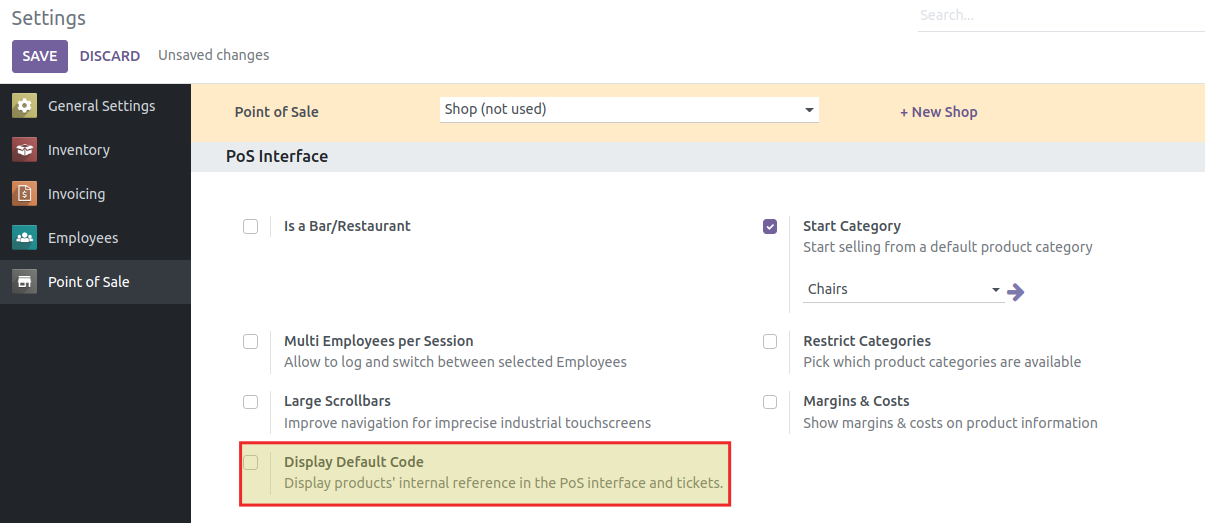 Settings
Search...
SAVE DISCARD Unsaved changes
General Settings
Inventory
Invoicing
Employees
Point of Sale
Point of Sale Shop (not used) + New Shop
PoS Interface
Is a Bar/Restaurant
Start Category
Start selling from a default product category
Chairs
Multi Employees per Session
Allow to log and switch between selected Employees
Restrict Categories
Pick which product categories are available
Large Scrollbars
Improve navigation for imprecise industrial touchscreens
Margins & Costs
Show margins & costs on product information
Display Default Code
Display products' internal reference in the PoS interface and tickets.